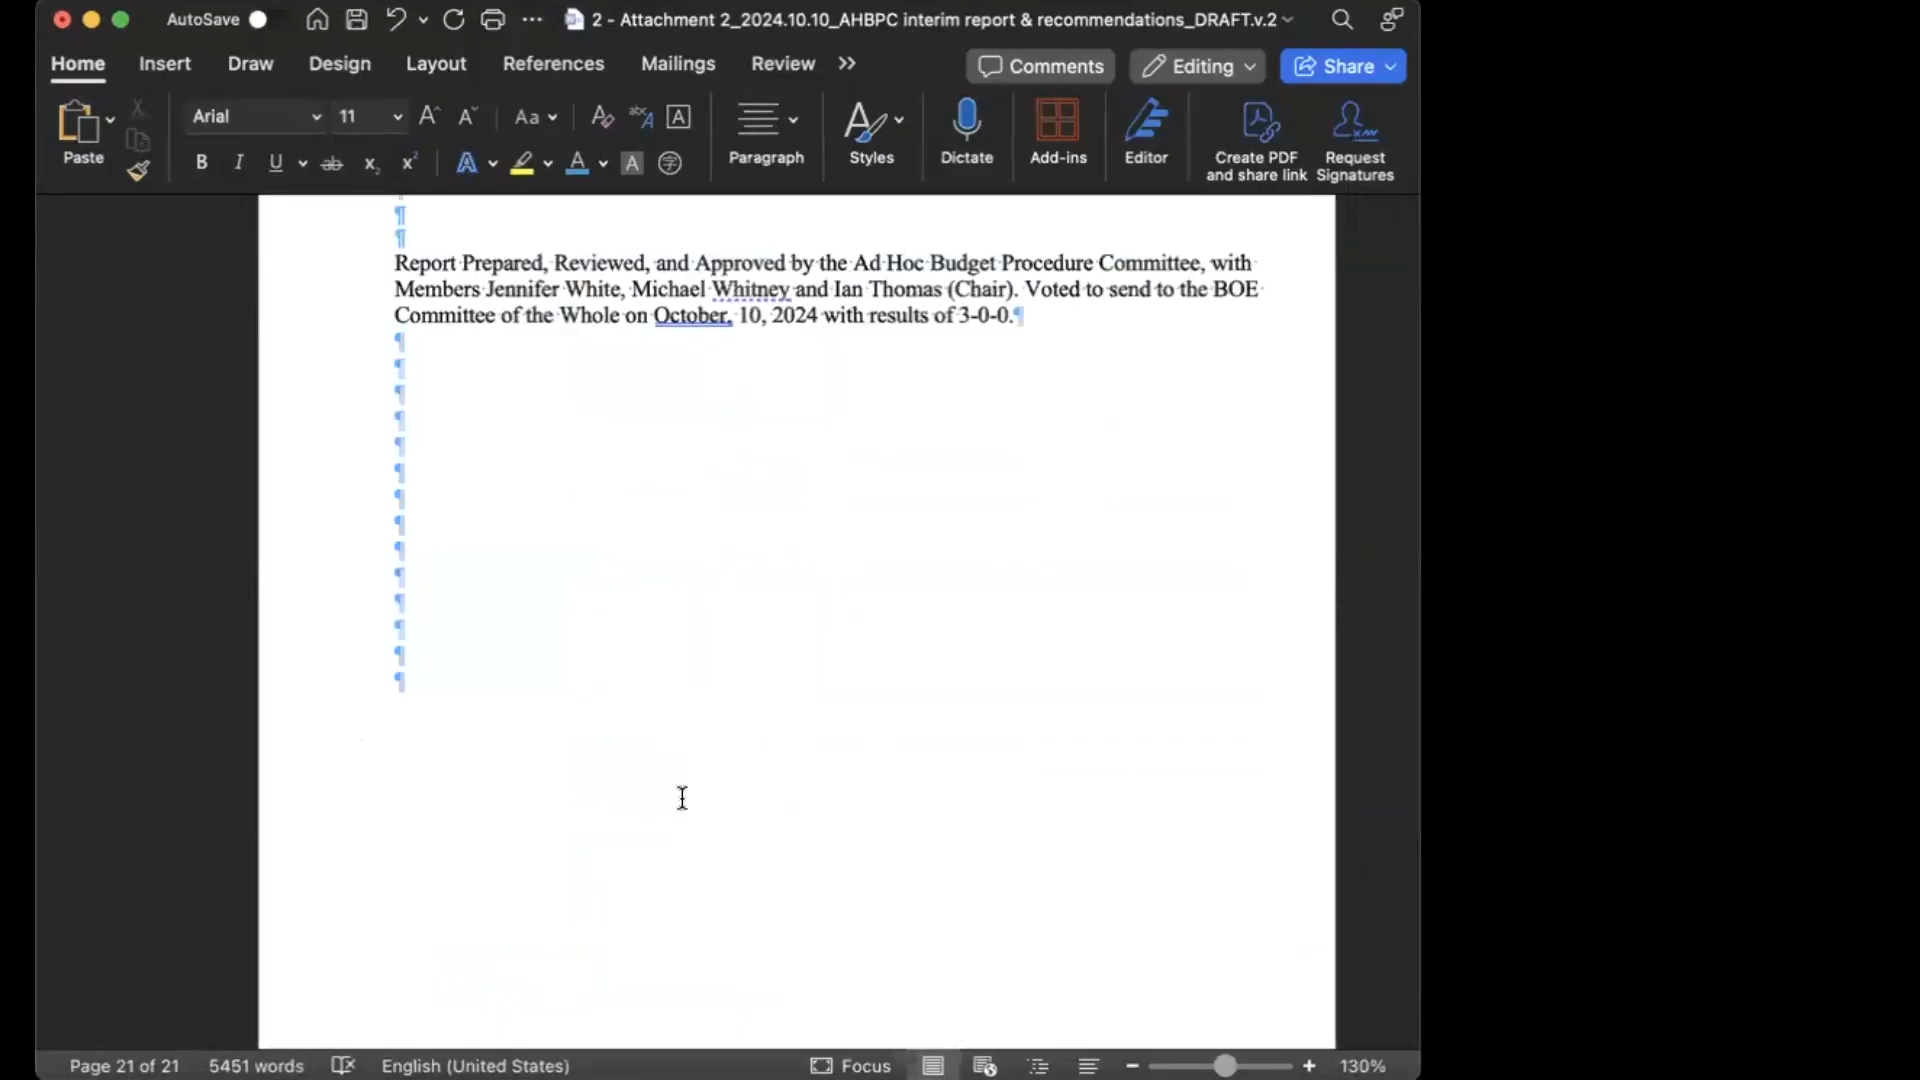 AutoSave
2 - Attachment 2_2024.10.10_AHBPC interim report & recommendations_DRAFT.v.2
Home Insert Draw Design Layout References Mailings Review
Comments Editing Share
Paste
Arial 11
Aa
B I U ab x₂ x²
Paragraph
Styles
Dictate
Add-ins
Editor
Create PDF
and share link
Request
Signatures
Report Prepared, Reviewed, and Approved by the Ad Hoc Budget Procedure Committee, with
Members Jennifer White, Michael Whitney and Ian Thomas (Chair). Voted to send to the BOE
Committee of the Whole on October, 10, 2024 with results of 3-0-0.
Page 21 of 21 5451 words English (United States) Focus 130%